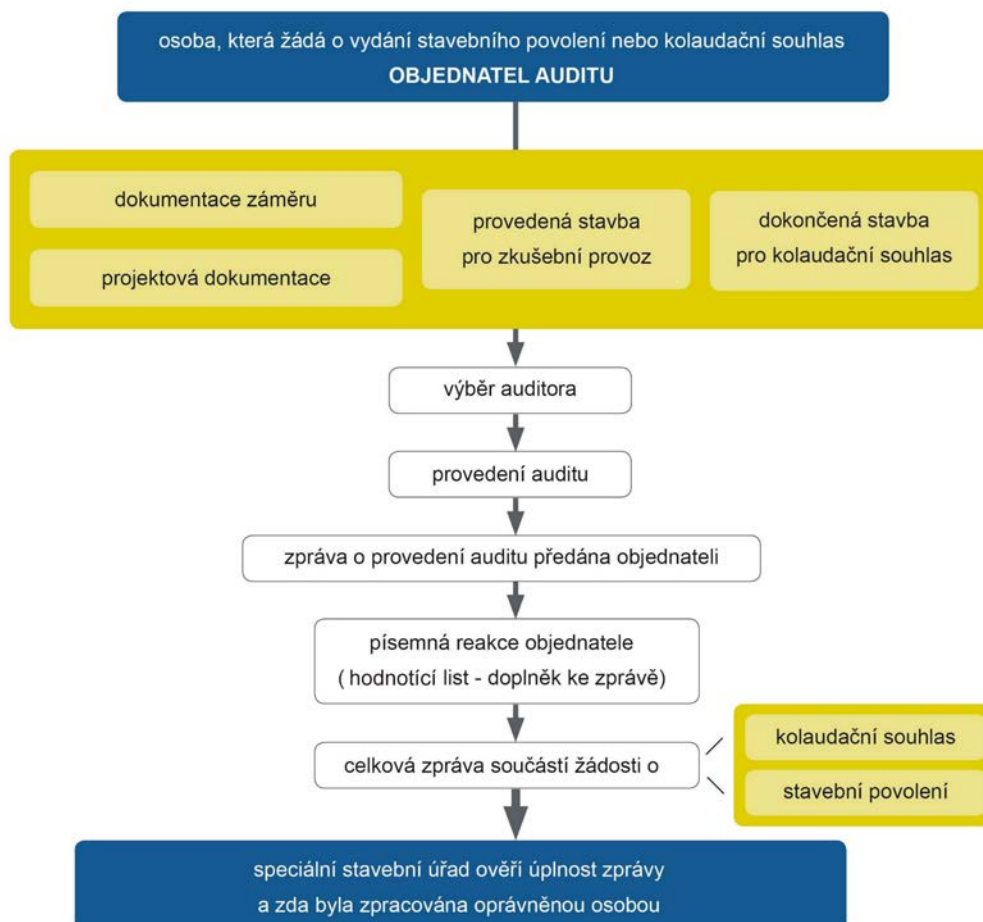 osoba, která žádá o vydání stavebního povolení nebo kolaudační souhlas
OBJEDNATEL AUDITU
dokumentace záměru
projektová dokumentace
provedená stavba
pro zkušební provoz
dokončená stavba
pro kolaudační souhlas
výběr auditora
provedení auditu
zpráva o provedení auditu předána objednateli
písemná reakce objednatele
( hodnotící list - doplněk ke zprávě)
celková zpráva součástí žádosti o
kolaudační souhlas
stavební povolení
speciální stavební úřad ověří úplnost zprávy
a zda byla zpracována oprávněnou osobou